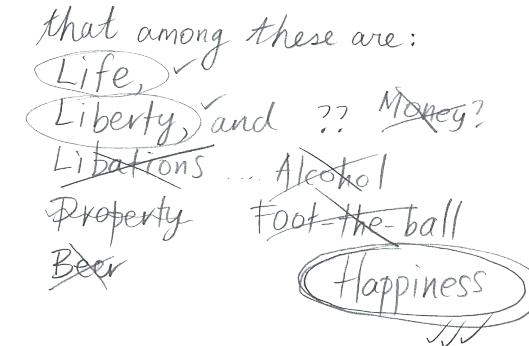 that among these are:
Life,
Liberty, and ?? Money?
Libations .... Alcohol
Property Foot-the-ball
Beer
Happiness